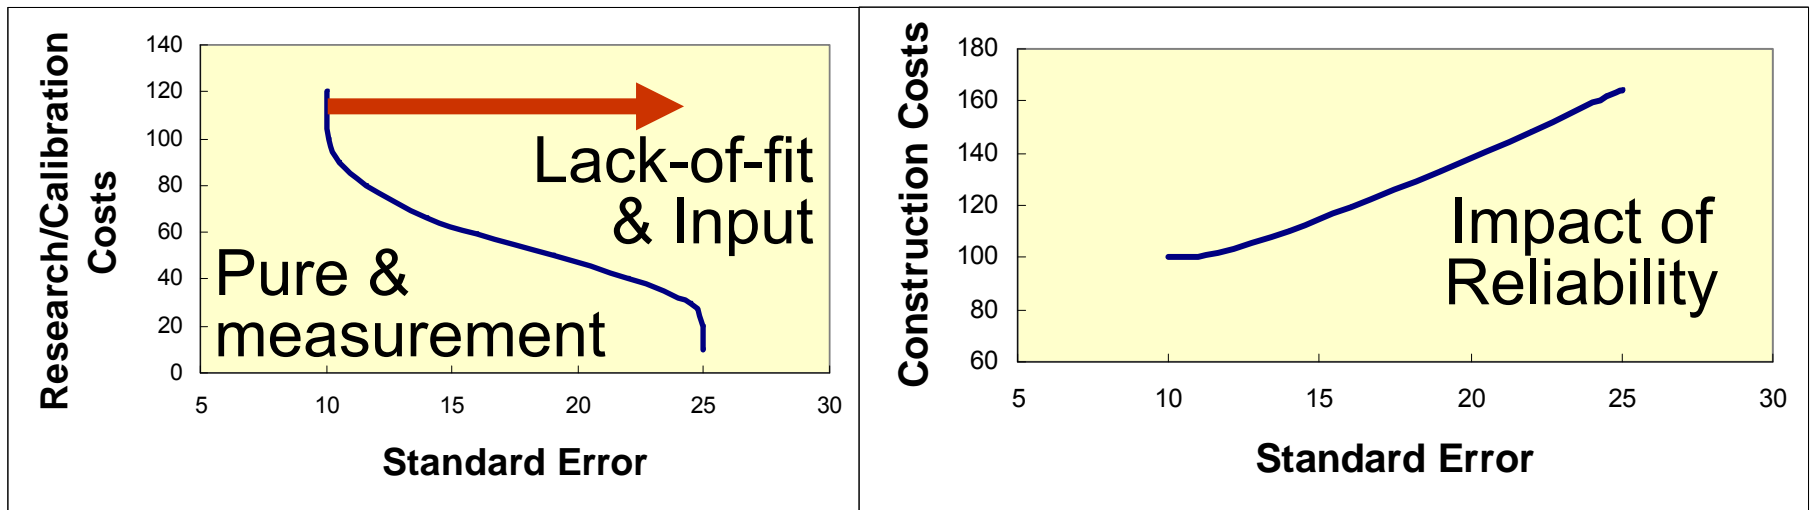 Research/Calibration
Costs
140
120
100
80
60
40
20
0
5 10 15 20 25 30
Standard Error
Lack-of-fit
& Input
Pure &
measurement
Construction Costs
180
160
140
120
100
80
60
5 10 15 20 25 30
Standard Error
Impact of
Reliability